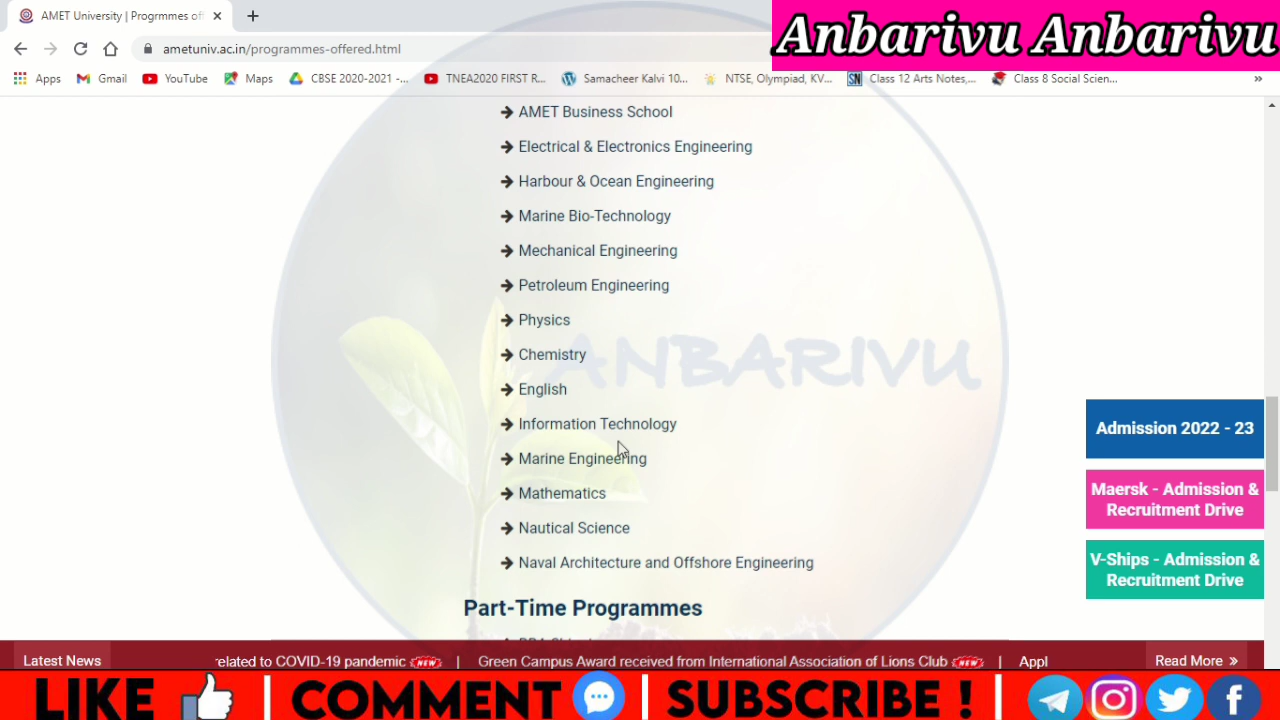 AMET University | Progrmmes of
Anbarivu Anbarivu
ametuniv.ac.in/programmes-offered.html
Apps
Gmail
YouTube
Maps
CBSE 2020-2021 -...
TNEA2020 FIRST R...
Samacheer Kalvi 10...
NTSE, Olympiad, KV...
SN
Class 12 Arts Notes,...
Class 8 Social Scien...
»
AMET Business School
Electrical & Electronics Engineering
Harbour & Ocean Engineering
Marine Bio-Technology
Mechanical Engineering
Petroleum Engineering
Physics
Chemistry
ANBARIVU
English
Information Technology
Marine Engineering
Mathematics
Nautical Science
Naval Architecture and Offshore Engineering
Part-Time Programmes
Admission 2022 - 23
Maersk - Admission &
Recruitment Drive
V-Ships - Admission &
Recruitment Drive
Latest News
related to COVID-19 pandemic NEW | Green Campus Award received from International Association of Lions Club NEW | Appl
Read More »
LIKE | COMMENT | SUBSCRIBE ! |